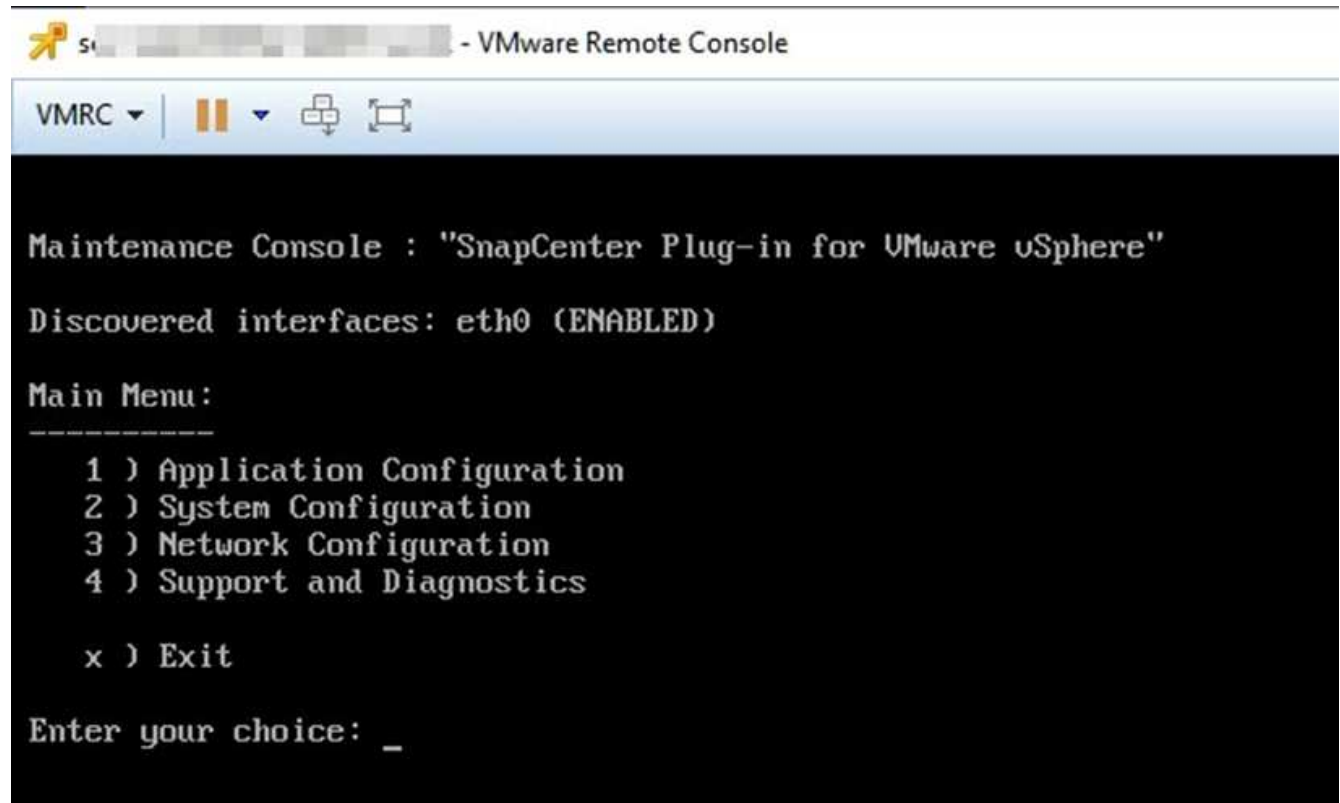 - VMware Remote Console
VMRC
Maintenance Console : "SnapCenter Plug-in for VMware vSphere"
Discovered interfaces: eth0 (ENABLED)
Main Menu:
----------
1 ) Application Configuration
2 ) System Configuration
3 ) Network Configuration
4 ) Support and Diagnostics
x ) Exit
Enter your choice: _